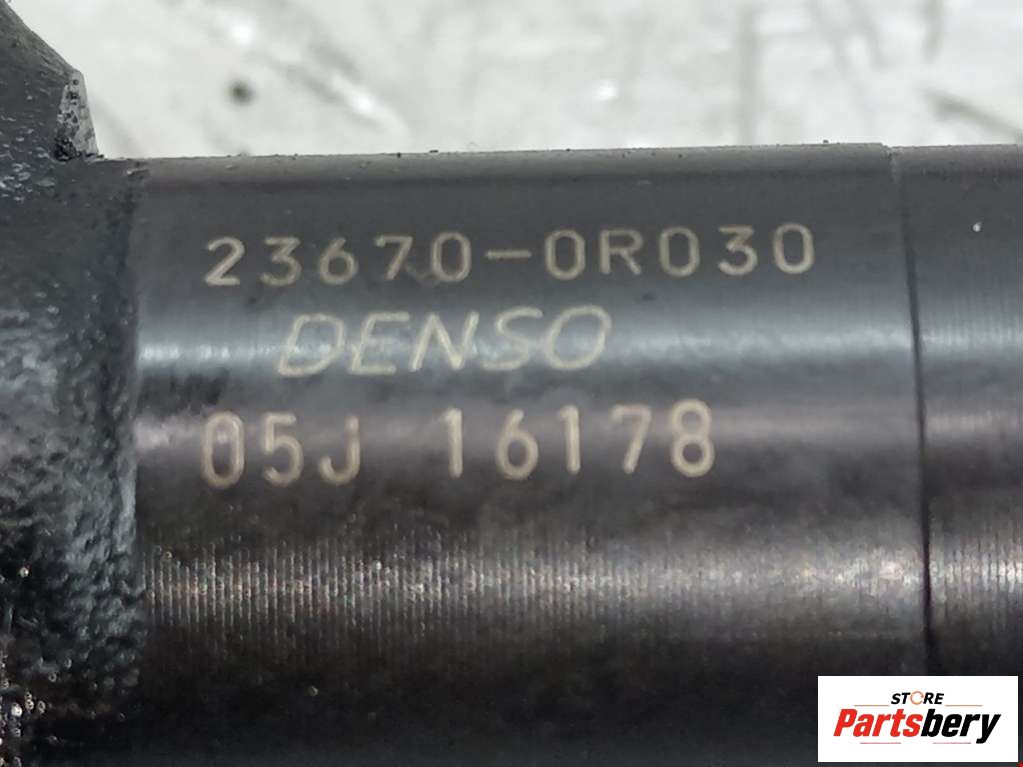 23670-0R030
DENSO
05J 16178
STORE
Partsbery